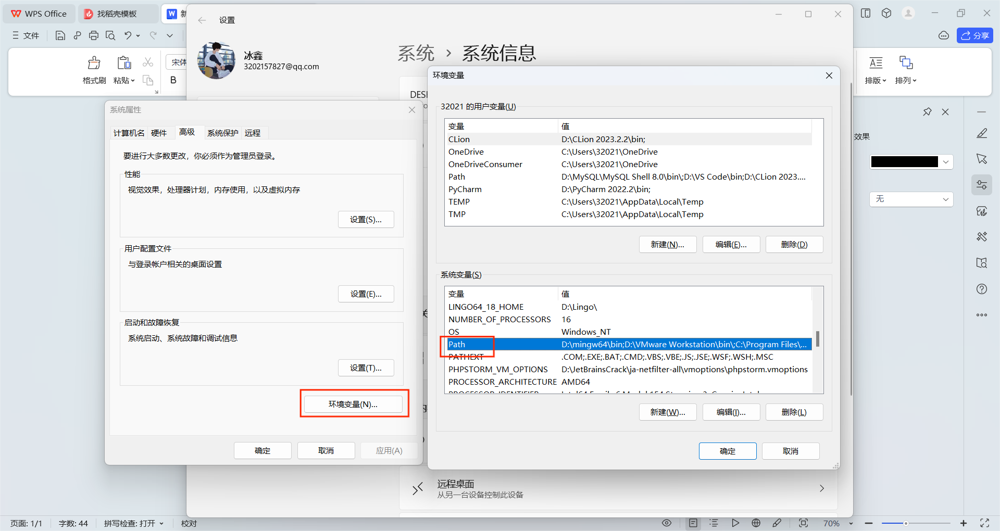 WPS Office
找稻壳模板
新
设置
文件
分享
冰鑫
3202157827@qq.com
系统 › 系统信息
格式刷
粘贴
宋体
B
排版
排列
DES
环境变量
系统属性
计算机名
硬件
高级
系统保护
远程
要进行大多数更改，你必须作为管理员登录。
性能
视觉效果，处理器计划，内存使用，以及虚拟内存
设置(S)...
用户配置文件
与登录帐户相关的桌面设置
设置(E)...
启动和故障恢复
系统启动、系统故障和调试信息
设置(T)...
环境变量(N)...
确定
取消
应用(A)
32021 的用户变量(U)
变量 值
CLion D:\CLion 2023.2.2\bin;
OneDrive C:\Users\32021\OneDrive
OneDriveConsumer C:\Users\32021\OneDrive
Path D:\MySQL\MySQL Shell 8.0\bin\;D:\VS Code\bin;D:\CLion 2023....
PyCharm D:\PyCharm 2022.2\bin;
TEMP C:\Users\32021\AppData\Local\Temp
TMP C:\Users\32021\AppData\Local\Temp
新建(N)...
编辑(E)...
删除(D)
系统变量(S)
变量 值
LINGO64_18_HOME D:\Lingo\
NUMBER_OF_PROCESSORS 16
OS Windows_NT
Path D:\mingw64\bin;D:\VMware Workstation\bin\;C:\Program Files\...
PATHEXT .COM;.EXE;.BAT;.CMD;.VBS;.VBE;.JS;.JSE;.WSF;.WSH;.MSC
PHPSTORM_VM_OPTIONS D:\JetBrainsCrack\ja-netfilter-all\vmoptions\phpstorm.vmoptions
PROCESSOR_ARCHITECTURE AMD64
新建(W)...
编辑(I)...
删除(L)
确定
取消
效果
无
远程桌面
从另一台设备控制此设备
页面: 1/1
字数: 44
拼写检查: 打开
校对
70%